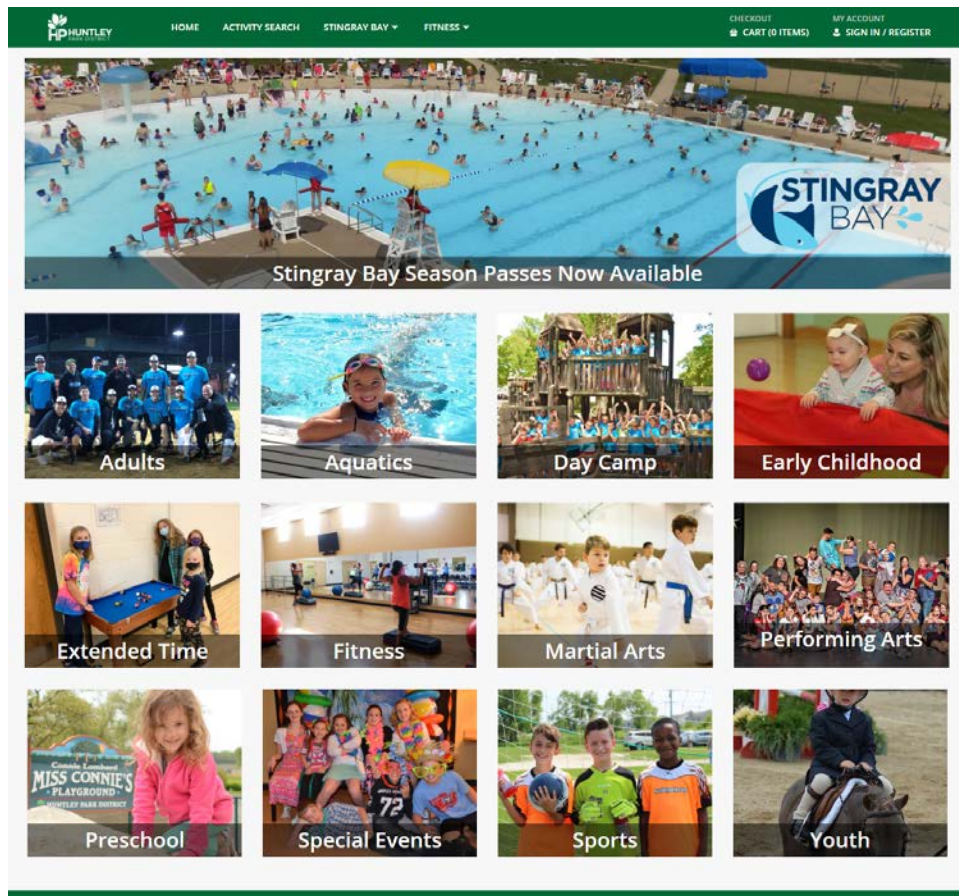 HP HUNTLEY
PARK DISTRICT
HOME
ACTIVITY SEARCH
STINGRAY BAY
FITNESS
CHECKOUT
CART (0 ITEMS)
MY ACCOUNT
SIGN IN / REGISTER
STINGRAY
BAY
Stingray Bay Season Passes Now Available
Adults
Aquatics
Day Camp
Early Childhood
Extended Time
Fitness
Martial Arts
Performing Arts
Connie Lombard
MISS CONNIE'S
PLAYGROUND
HUNTLEY PARK DISTRICT
72
Preschool
Special Events
Sports
Youth